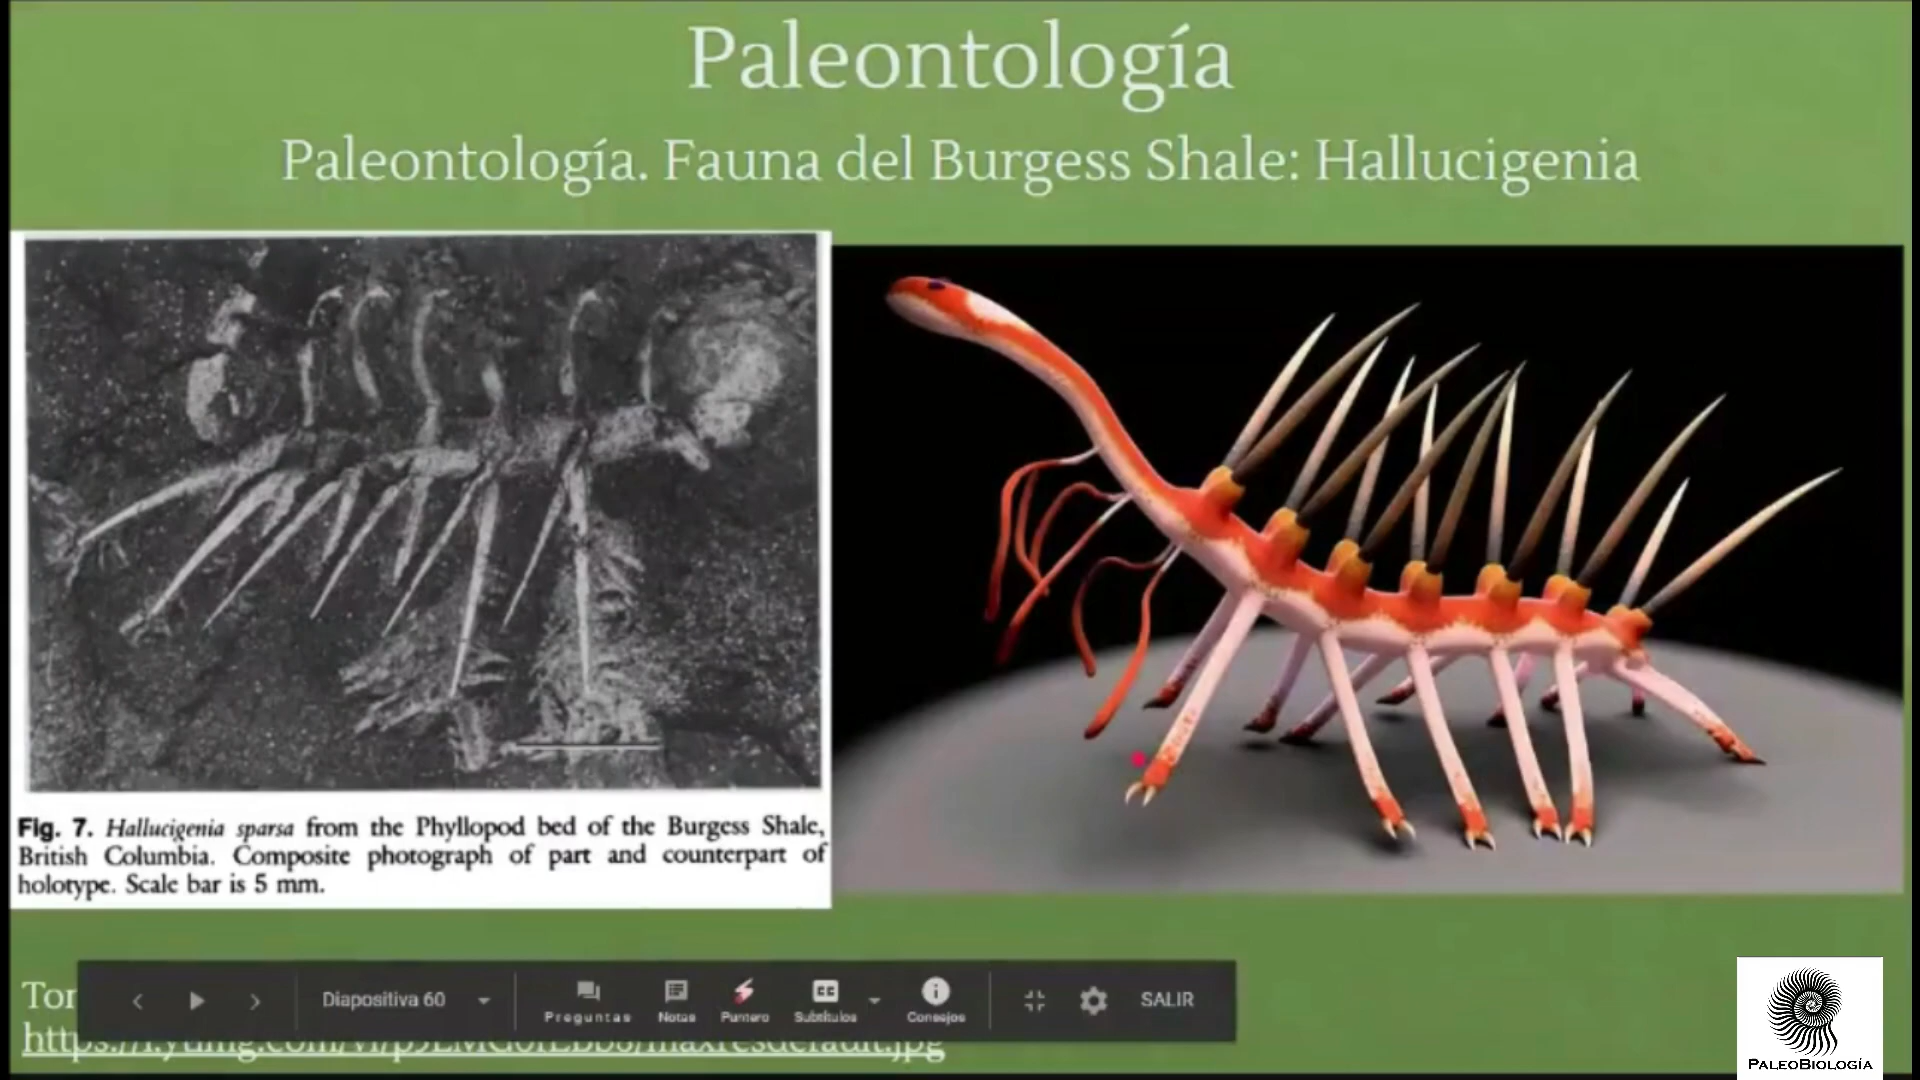 Paleontología
Paleontología. Fauna del Burgess Shale: Hallucigenia
Fig. 7. Hallucigenia sparsa from the Phyllopod bed of the Burgess Shale,
British Columbia. Composite photograph of part and counterpart of
holotype. Scale bar is 5 mm.
Diapositiva 60
Preguntas
Notas
Puntero
Subtítulos
Consejos
SALIR
PALEOBIOLOGÍA